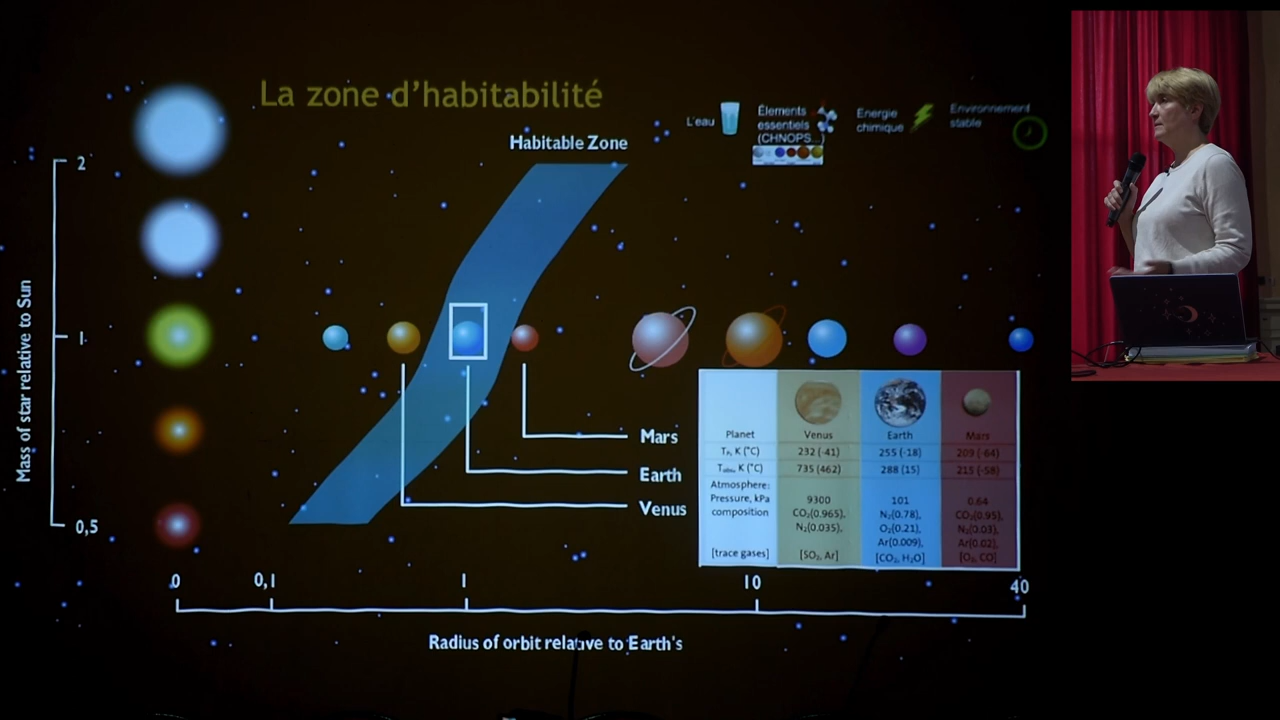 La zone d’habitabilité
L'eau
Élements
essentiels
(CHNOPS...)
Energie
chimique
Environnement
stable
Habitable Zone
2
1
0,5
Mass of star relative to Sun
Mars
Earth
Venus
Planet Venus Earth Mars
K (°C) 232 (-41) 255 (-18) 209 (-64)
K (°C) 735 (462) 288 (15) 215 (-58)
Atmosphere:
Pressure, kPa 9300 101 0.64
composition CO₂(0.965), N₂(0.78), CO₂(0.95),
N₂(0.035), O₂(0.21), N₂(0.03),
Ar(0.009), Ar(0.02),
[trace gases] [SO₂, Ar] [CO₂, H₂O] [O₂, CO]
0 0,1 1 10 40
Radius of orbit relative to Earth's